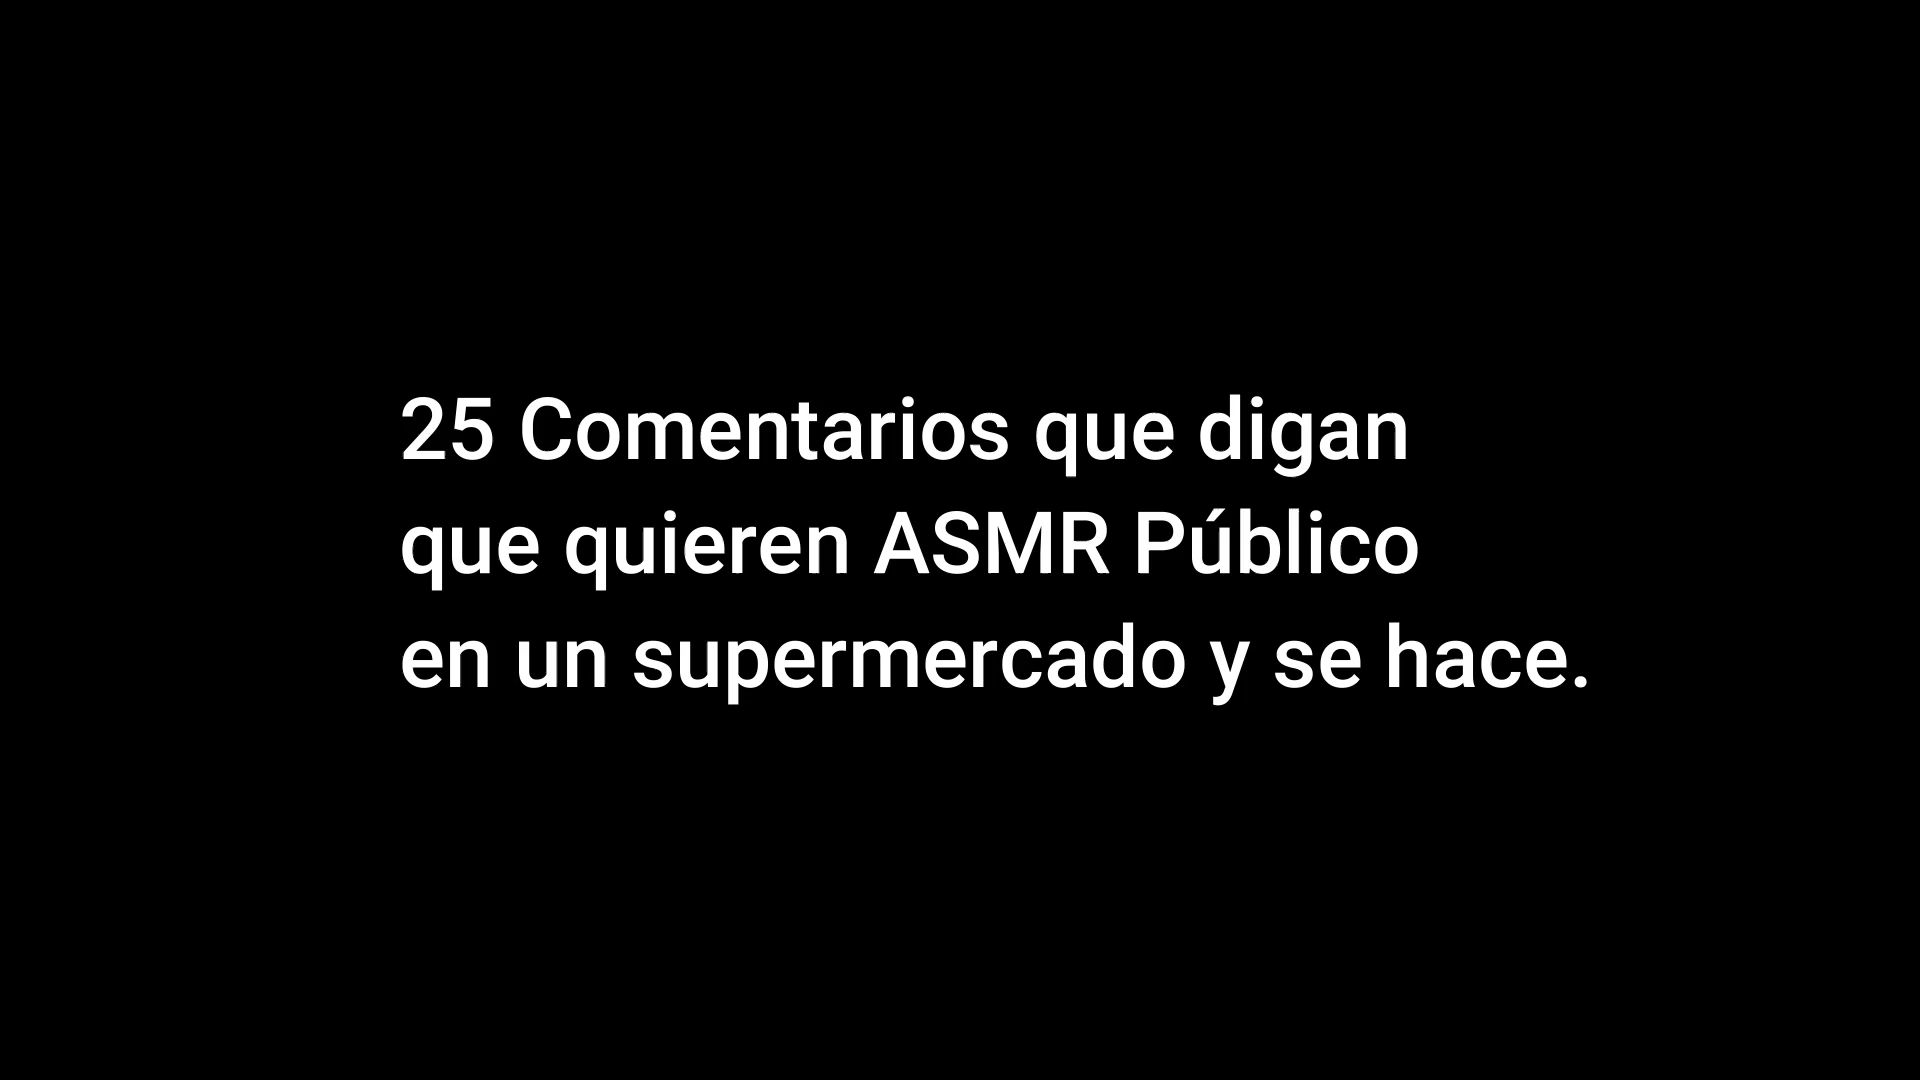 25 Comentarios que digan
que quieren ASMR Público
en un supermercado y se hace.